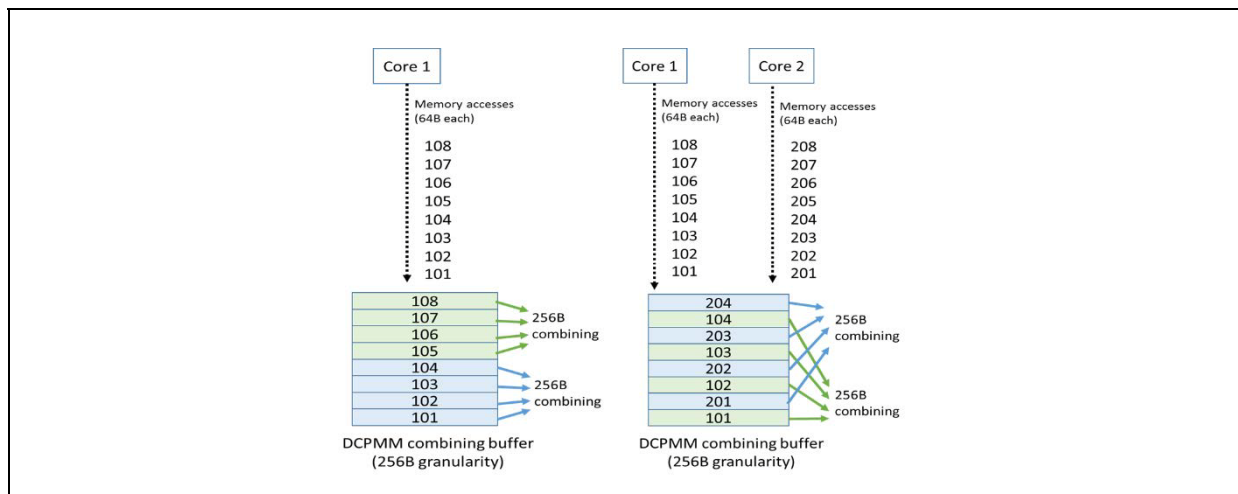 Core 1
Memory accesses
(64B each)
108
107
106
105
104
103
102
101
108
107
106
105
104
103
102
101
256B
combining
256B
combining
DCPMM combining buffer
(256B granularity)
Core 1
Core 2
Memory accesses
(64B each)
Memory accesses
(64B each)
108
107
106
105
104
103
102
101
208
207
206
205
204
203
202
201
204
104
203
103
202
102
201
101
256B
combining
256B
combining
DCPMM combining buffer
(256B granularity)